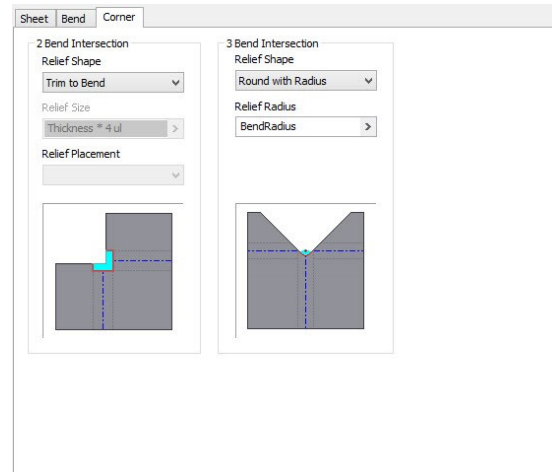 Sheet Bend Corner
2 Bend Intersection
Relief Shape
Trim to Bend
Relief Size
Thickness * 4 ul >
Relief Placement
3 Bend Intersection
Relief Shape
Round with Radius
Relief Radius
BendRadius >